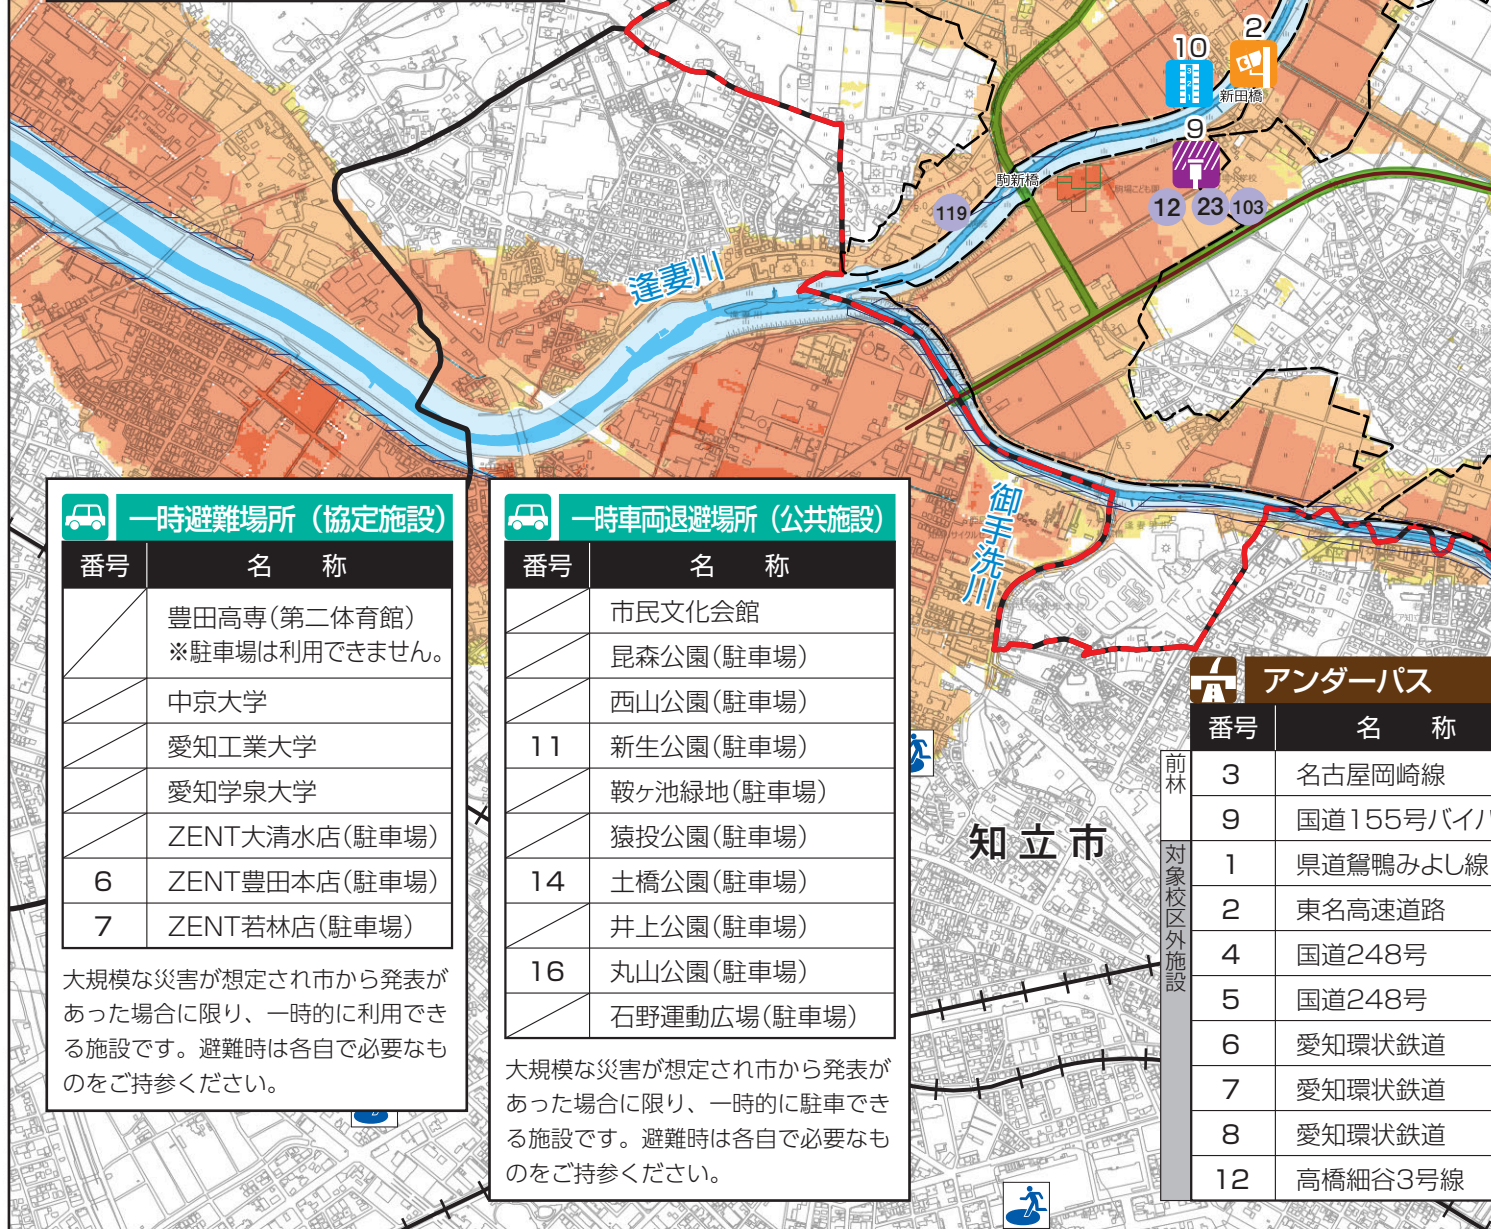 2
10
新田橋
9
駒新橋
119
12
23
103
逢妻川
御手洗川
知立市
一時避難場所（協定施設）
番号 名 称
豊田高専（第二体育館）
※駐車場は利用できません。
中京大学
愛知工業大学
愛知学泉大学
ZENT大清水店（駐車場）
6 ZENT豊田本店（駐車場）
7 ZENT若林店（駐車場）
大規模な災害が想定され市から発表が
あった場合に限り、一時的に利用でき
る施設です。避難時は各自で必要なも
のをご持参ください。
一時車両退避場所（公共施設）
番号 名 称
市民文化会館
昆森公園（駐車場）
西山公園（駐車場）
11 新生公園（駐車場）
鞍ヶ池緑地（駐車場）
猿投公園（駐車場）
14 土橋公園（駐車場）
井上公園（駐車場）
16 丸山公園（駐車場）
石野運動広場（駐車場）
大規模な災害が想定され市から発表が
あった場合に限り、一時的に駐車でき
る施設です。避難時は各自で必要なも
のをご持参ください。
アンダーパス
番号 名 称
前林
3 名古屋岡崎線
9 国道155号バイ
対象校区外施設
1 県道鴛鴨みよし線
2 東名高速道路
4 国道248号
5 国道248号
6 愛知環状鉄道
7 愛知環状鉄道
8 愛知環状鉄道
12 高橋細谷3号線